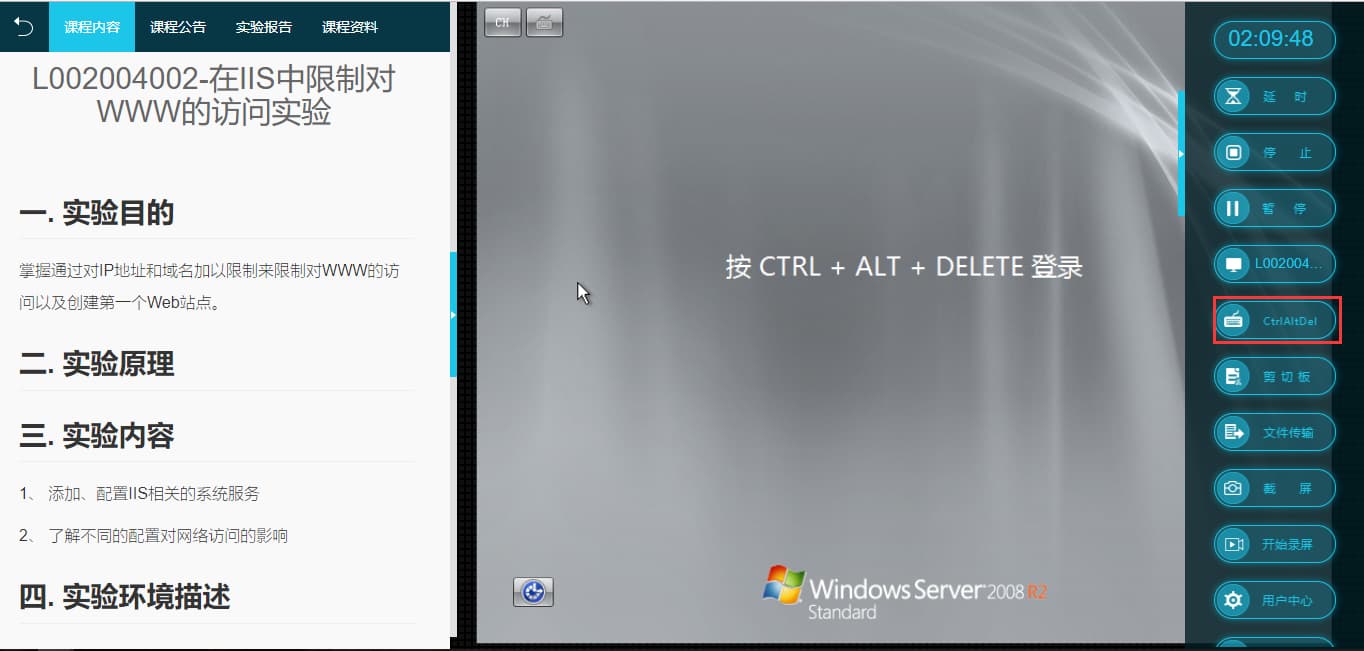 课程内容 课程公告 实验报告 课程资料
L002004002-在IIS中限制对
WWW的访问实验
一. 实验目的
掌握通过对IP地址和域名加以限制来限制对WWW的访
问以及创建第一个Web站点。
二. 实验原理
三. 实验内容
1、 添加、配置IIS相关的系统服务
2、 了解不同的配置对网络访问的影响
四. 实验环境描述
CH
按 CTRL + ALT + DELETE 登录
Windows Server 2008 R2
Standard
02:09:48
延 时
停 止
暂 停
L002004...
CtrlAltDel
剪 切 板
文件传输
截 屏
开始录屏
用户中心